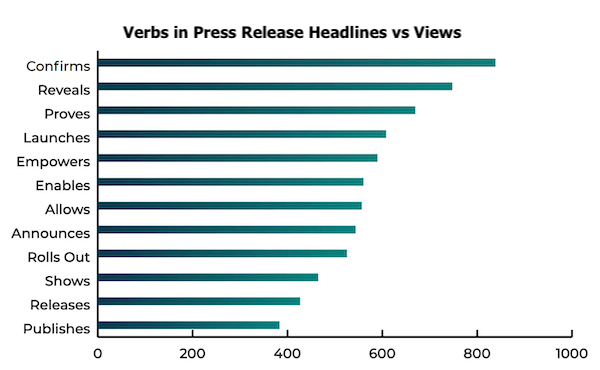 Verbs in Press Release Headlines vs Views
Confirms
Reveals
Proves
Launches
Empowers
Enables
Allows
Announces
Rolls Out
Shows
Releases
Publishes
0 200 400 600 800 1000